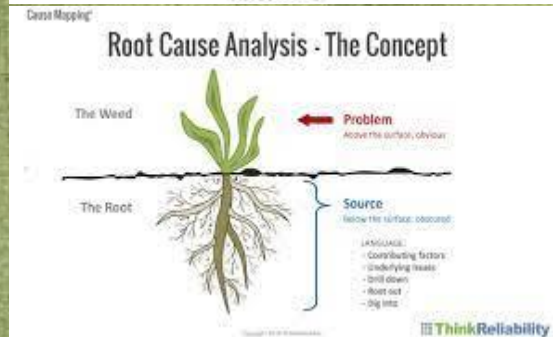 Cause Mapping®
Root Cause Analysis - The Concept
The Weed
Problem
Above the surface, obvious
The Root
Source
Below the surface, obscured
LANGUAGE:
- Contributing factors
- Underlying issues
- Drill down
- Root out
- Dig into
ThinkReliability